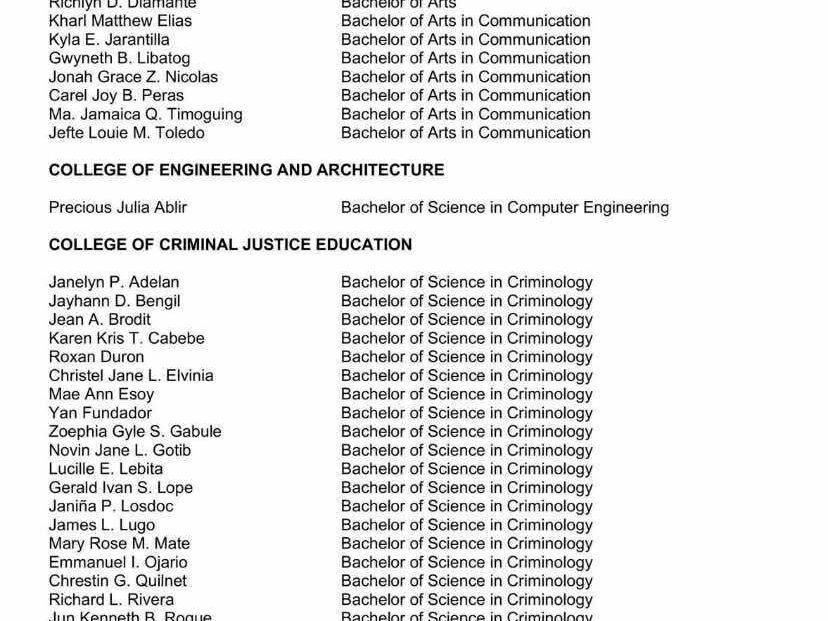 Richlyn D. Diamante Bachelor of Arts
Kharl Matthew Elias Bachelor of Arts in Communication
Kyla E. Jarantilla Bachelor of Arts in Communication
Gwyneth B. Libatog Bachelor of Arts in Communication
Jonah Grace Z. Nicolas Bachelor of Arts in Communication
Carel Joy B. Peras Bachelor of Arts in Communication
Ma. Jamaica Q. Timoguing Bachelor of Arts in Communication
Jefte Louie M. Toledo Bachelor of Arts in Communication
COLLEGE OF ENGINEERING AND ARCHITECTURE
Precious Julia Ablir Bachelor of Science in Computer Engineering
COLLEGE OF CRIMINAL JUSTICE EDUCATION
Janelyn P. Adelan Bachelor of Science in Criminology
Jayhann D. Bengil Bachelor of Science in Criminology
Jean A. Brodit Bachelor of Science in Criminology
Karen Kris T. Cabebe Bachelor of Science in Criminology
Roxan Duron Bachelor of Science in Criminology
Christel Jane L. Elvinia Bachelor of Science in Criminology
Mae Ann Esoy Bachelor of Science in Criminology
Yan Fundador Bachelor of Science in Criminology
Zoephia Gyle S. Gabule Bachelor of Science in Criminology
Novin Jane L. Gotib Bachelor of Science in Criminology
Lucille E. Lebita Bachelor of Science in Criminology
Gerald Ivan S. Lope Bachelor of Science in Criminology
Janiña P. Losdoc Bachelor of Science in Criminology
James L. Lugo Bachelor of Science in Criminology
Mary Rose M. Mate Bachelor of Science in Criminology
Emmanuel I. Ojario Bachelor of Science in Criminology
Chrestin G. Quilnet Bachelor of Science in Criminology
Richard L. Rivera Bachelor of Science in Criminology
Jun Kenneth B. Roque Bachelor of Science in Criminology